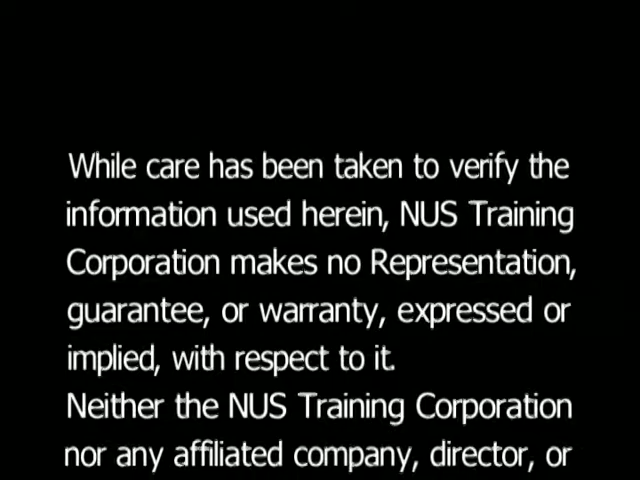 While care has been taken to verify the
information used herein, NUS Training
Corporation makes no Representation,
guarantee, or warranty, expressed or
implied, with respect to it.
Neither the NUS Training Corporation
nor any affiliated company, director, or